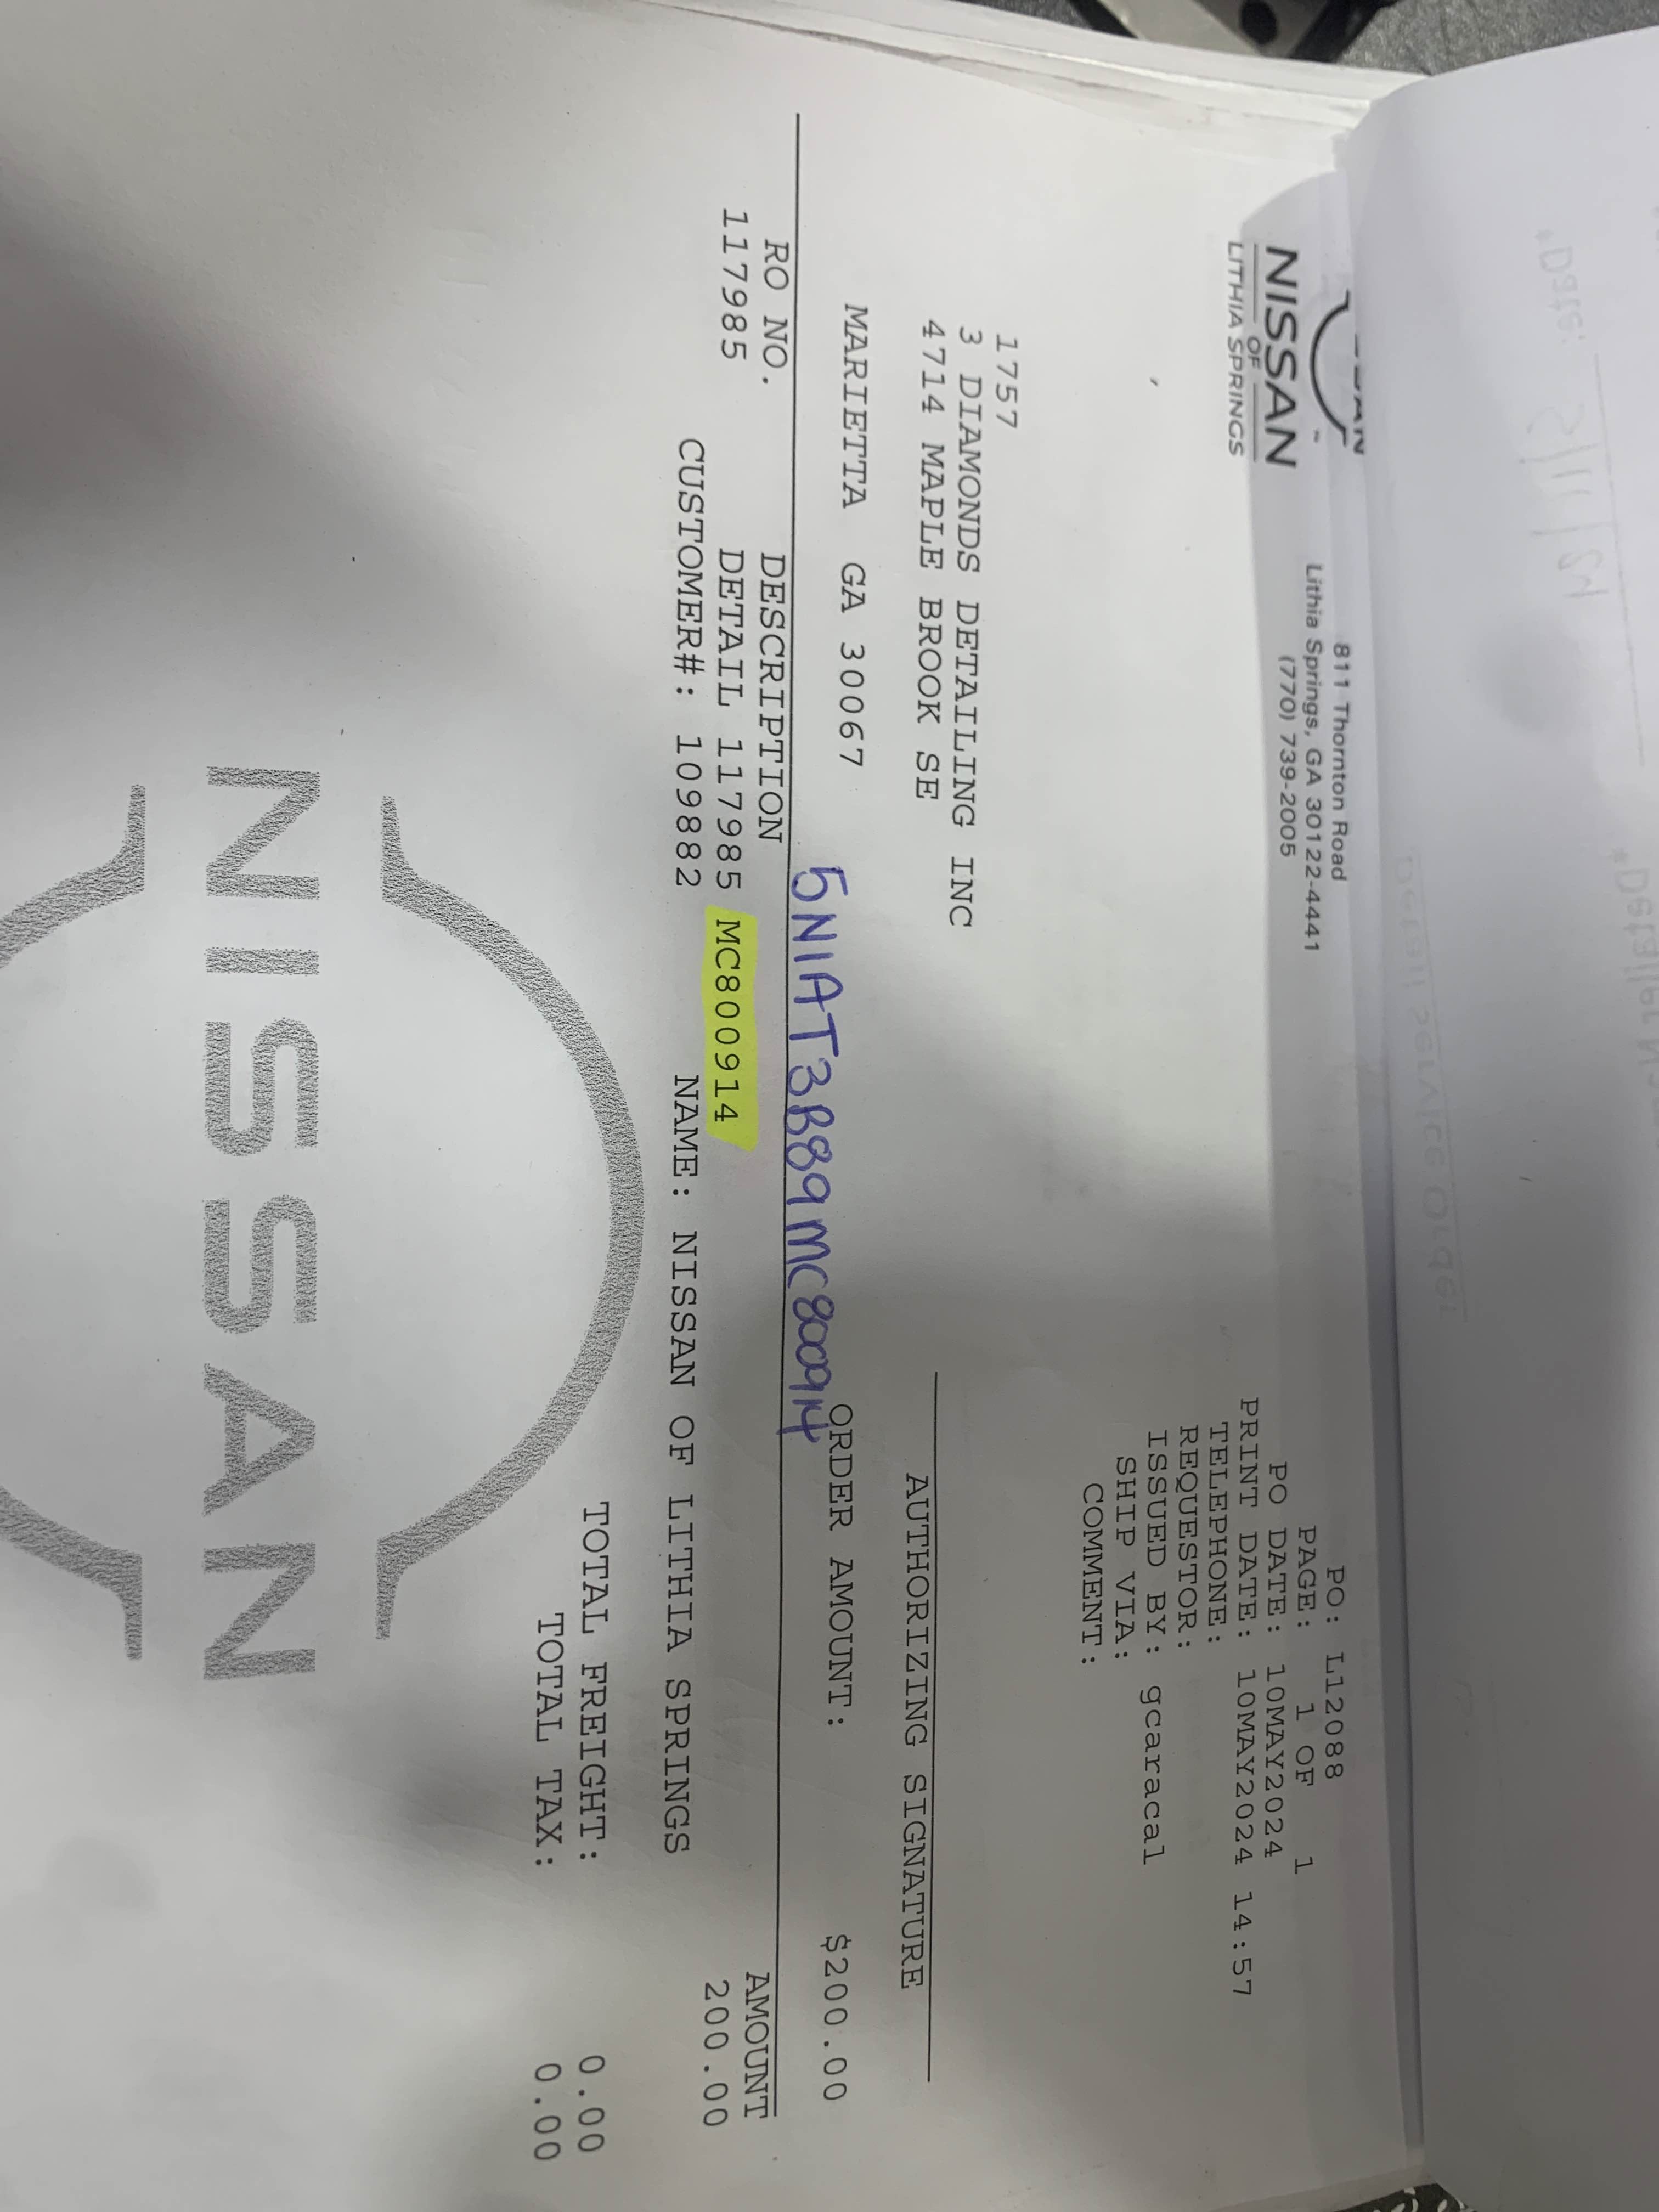 NISSAN
OF
LITHIA SPRINGS
811 Thornton Road
Lithia Springs, GA 30122-4441
(770) 739-2005
PO: L12088
PAGE: 1 OF 1
PO DATE: 10MAY2024
PRINT DATE: 10MAY2024 14:57
TELEPHONE:
REQUESTOR:
ISSUED BY: gcaracal
SHIP VIA:
COMMENT:
1757
3 DIAMONDS DETAILING INC
4714 MAPLE BROOK SE
MARIETTA GA 30067
AUTHORIZING SIGNATURE
ORDER AMOUNT: $200.00
5N1AT3BB9MC800914
RO NO. DESCRIPTION AMOUNT
117985 DETAIL 117985 MC800914 200.00
CUSTOMER#: 109882 NAME: NISSAN OF LITHIA SPRINGS
TOTAL FREIGHT: 0.00
TOTAL TAX: 0.00
NISSAN